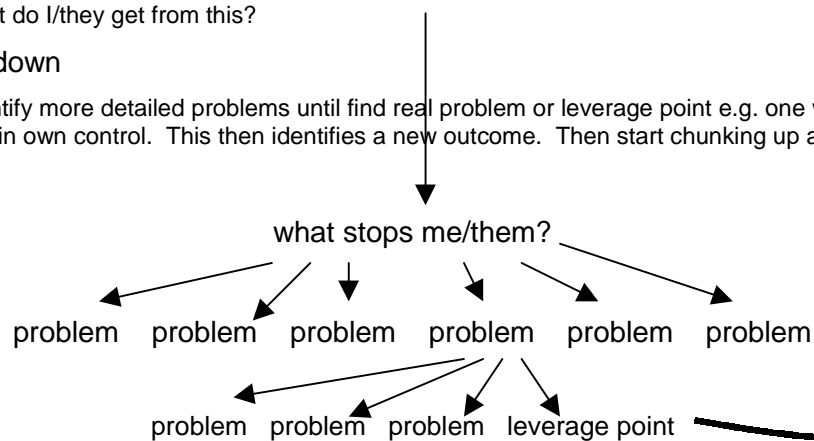 t do I/they get from this?
down
ntify more detailed problems until find real problem or leverage point e.g. one
in own control. This then identifies a new outcome. Then start chunking up a
what stops me/them?
problem problem problem problem problem problem
problem problem problem leverage point